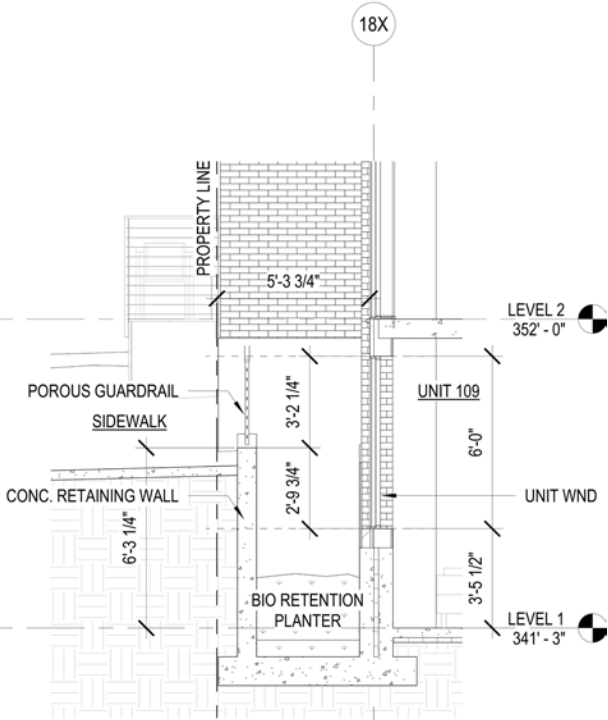 18X
PROPERTY LINE
5'-3 3/4"
LEVEL 2
352' - 0"
POROUS GUARDRAIL
SIDEWALK
3'-2 1/4"
UNIT 109
6'-0"
CONC. RETAINING WALL
2'-9 3/4"
UNIT WND
6'-3 1/4"
3'-5 1/2"
BIO RETENTION
PLANTER
LEVEL 1
341' - 3"